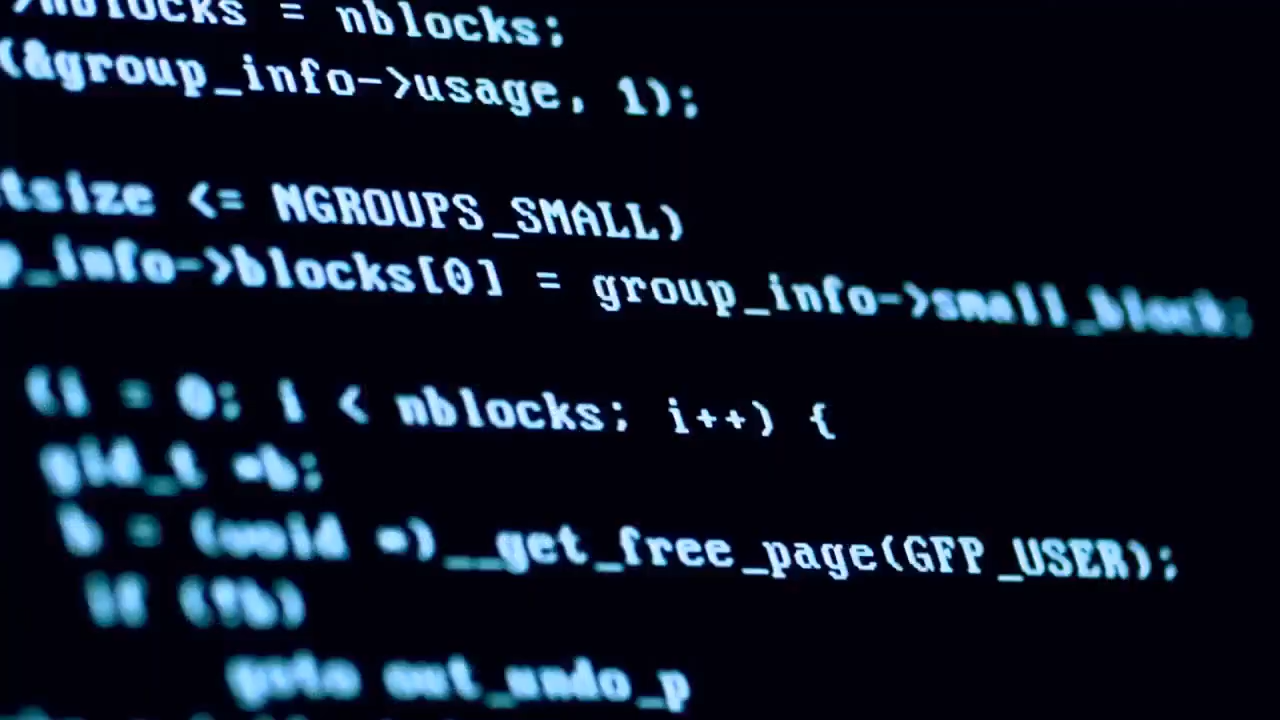 >nblocks = nblocks;
(&group_info->usage, 1);
tsize <= NGROUPS_SMALL)
p_info->blocks[0] = group_info->small_block;
(i = 0; i < nblocks; i++) {
gid_t *b;
b = (void *)__get_free_page(GFP_USER);
if (!b)
goto out_undo_p